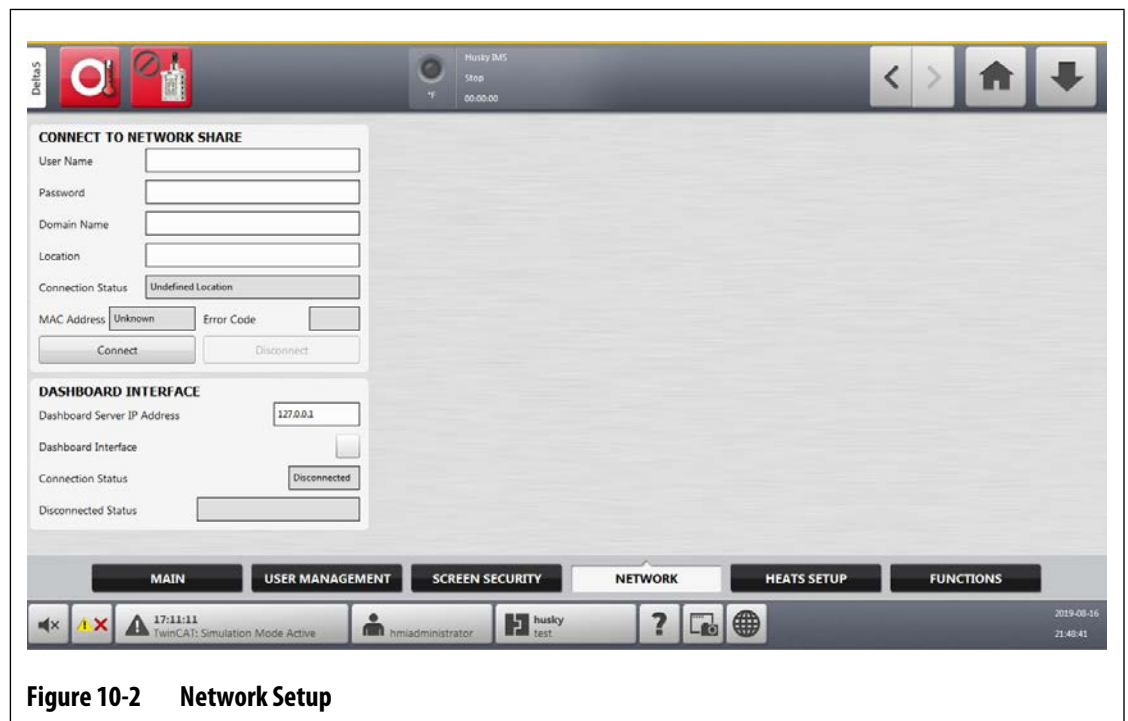 Delta5
Husky IMS
Stop
°F
00:00:00
CONNECT TO NETWORK SHARE
User Name
Password
Domain Name
Location
Connection Status Undefined Location
MAC Address Unknown Error Code
Connect Disconnect
DASHBOARD INTERFACE
Dashboard Server IP Address 127.0.0.1
Dashboard Interface
Connection Status Disconnected
Disconnected Status
MAIN USER MANAGEMENT SCREEN SECURITY NETWORK HEATS SETUP FUNCTIONS
17:11:11
TwinCAT: Simulation Mode Active
hmiadministrator
husky
test
?
2019-08-16
21:40:41
Figure 10-2 Network Setup